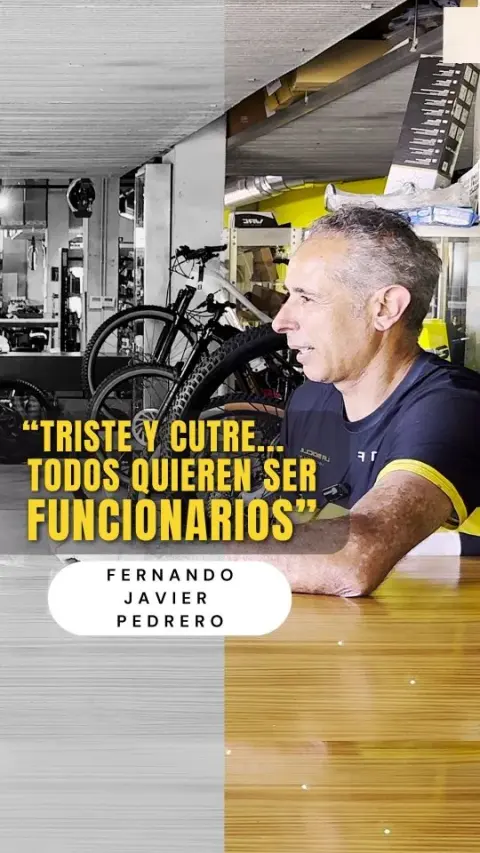 “TRISTE Y CUTRE...
TODOS QUIEREN SER
FUNCIONARIOS”
FERNANDO
JAVIER
PEDRERO